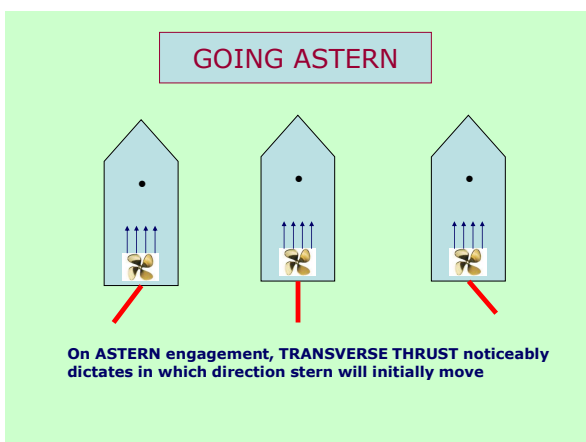 GOING ASTERN
On ASTERN engagement, TRANSVERSE THRUST noticeably
dictates in which direction stern will initially move